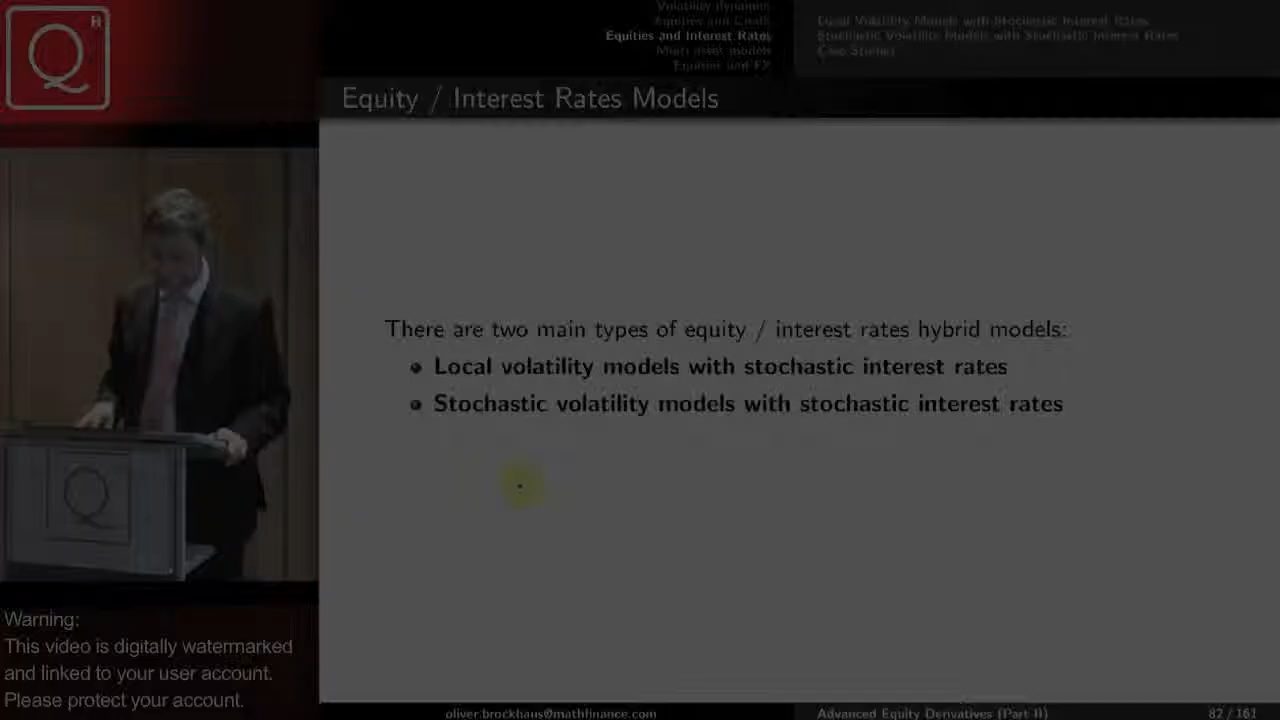 H
Q
Volatility dynamics
Equities and Credit
Equities and Interest Rates
Multi asset models
Equities and FX
Local Volatility Models with Stochastic Interest Rates
Stochastic Volatility Models with Stochastic Interest Rates
Case Studies
Equity / Interest Rates Models
There are two main types of equity / interest rates hybrid models:
Local volatility models with stochastic interest rates
Stochastic volatility models with stochastic interest rates
Q
Warning:
This video is digitally watermarked
and linked to your user account.
Please protect your account.
oliver.brockhaus@mathfinance.com
Advanced Equity Derivatives (Part II)
82 / 161